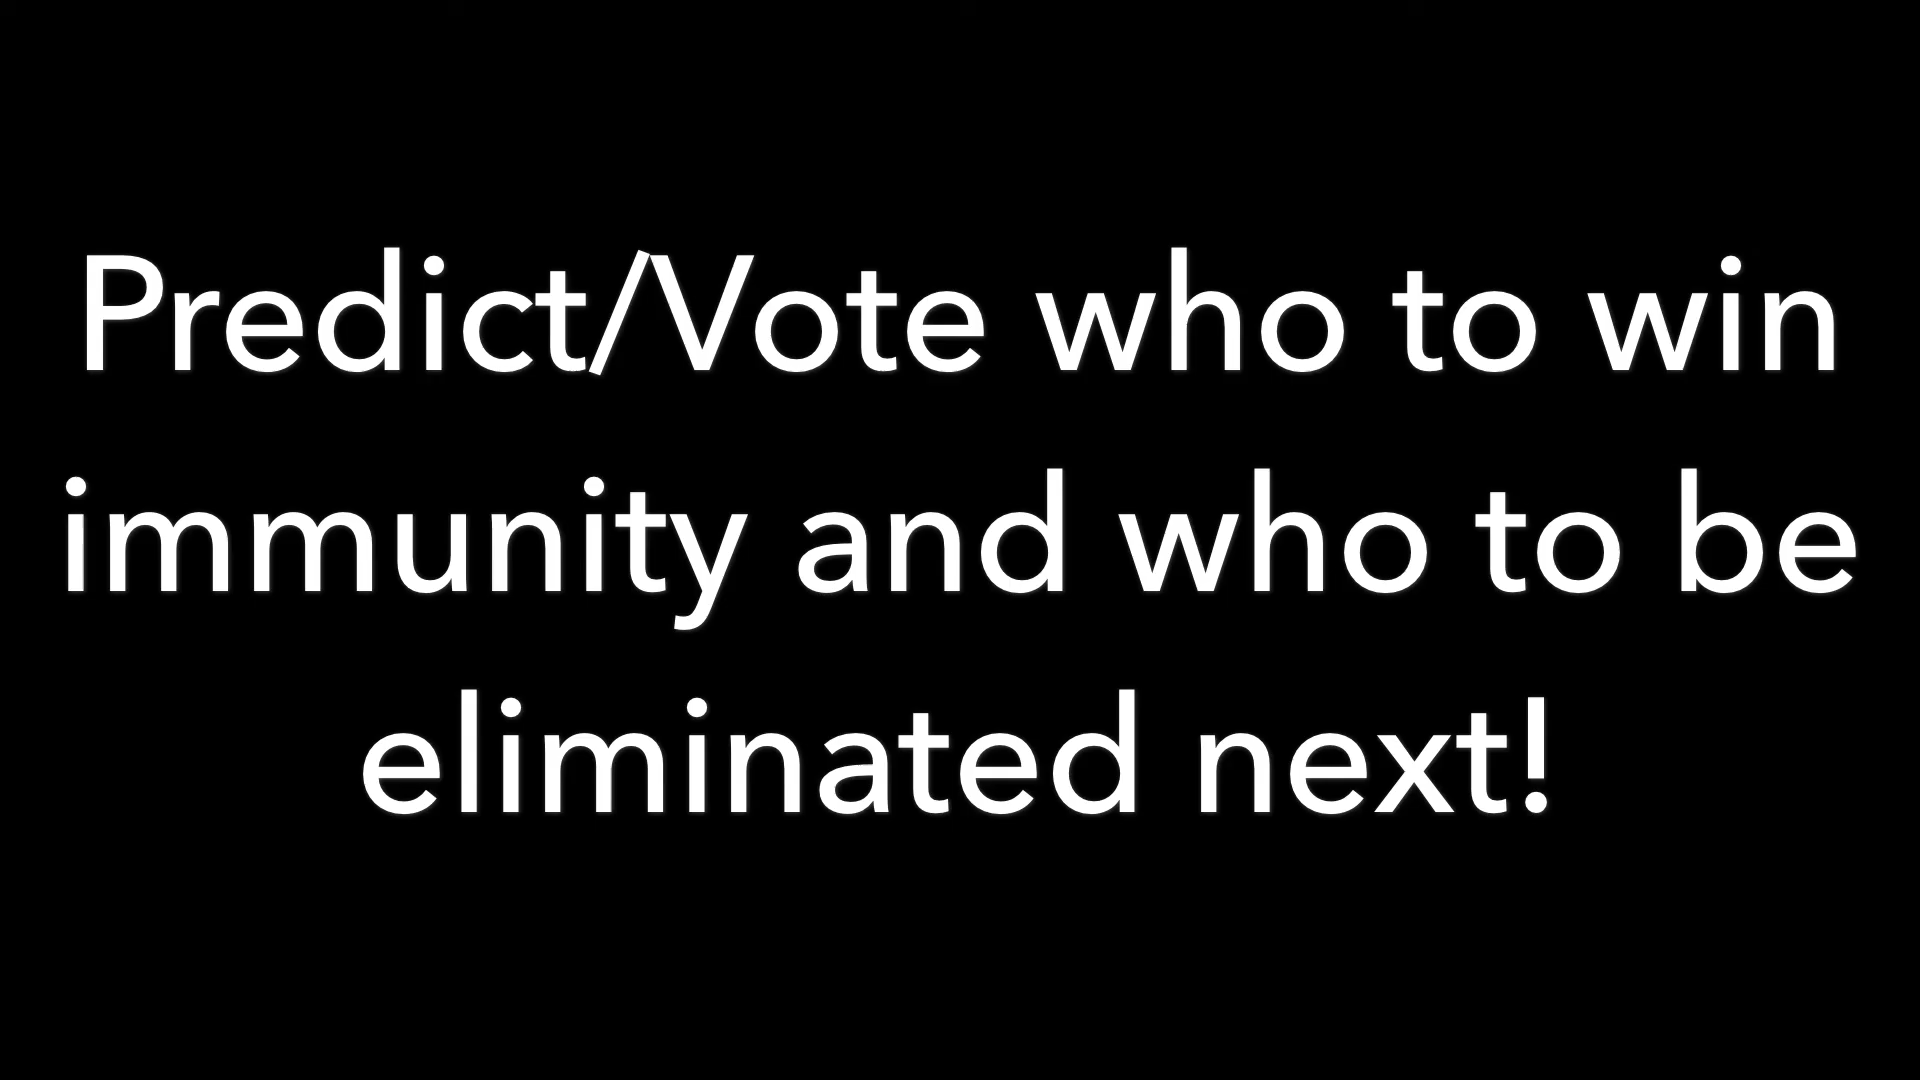 Predict/Vote who to win
immunity and who to be
eliminated next!